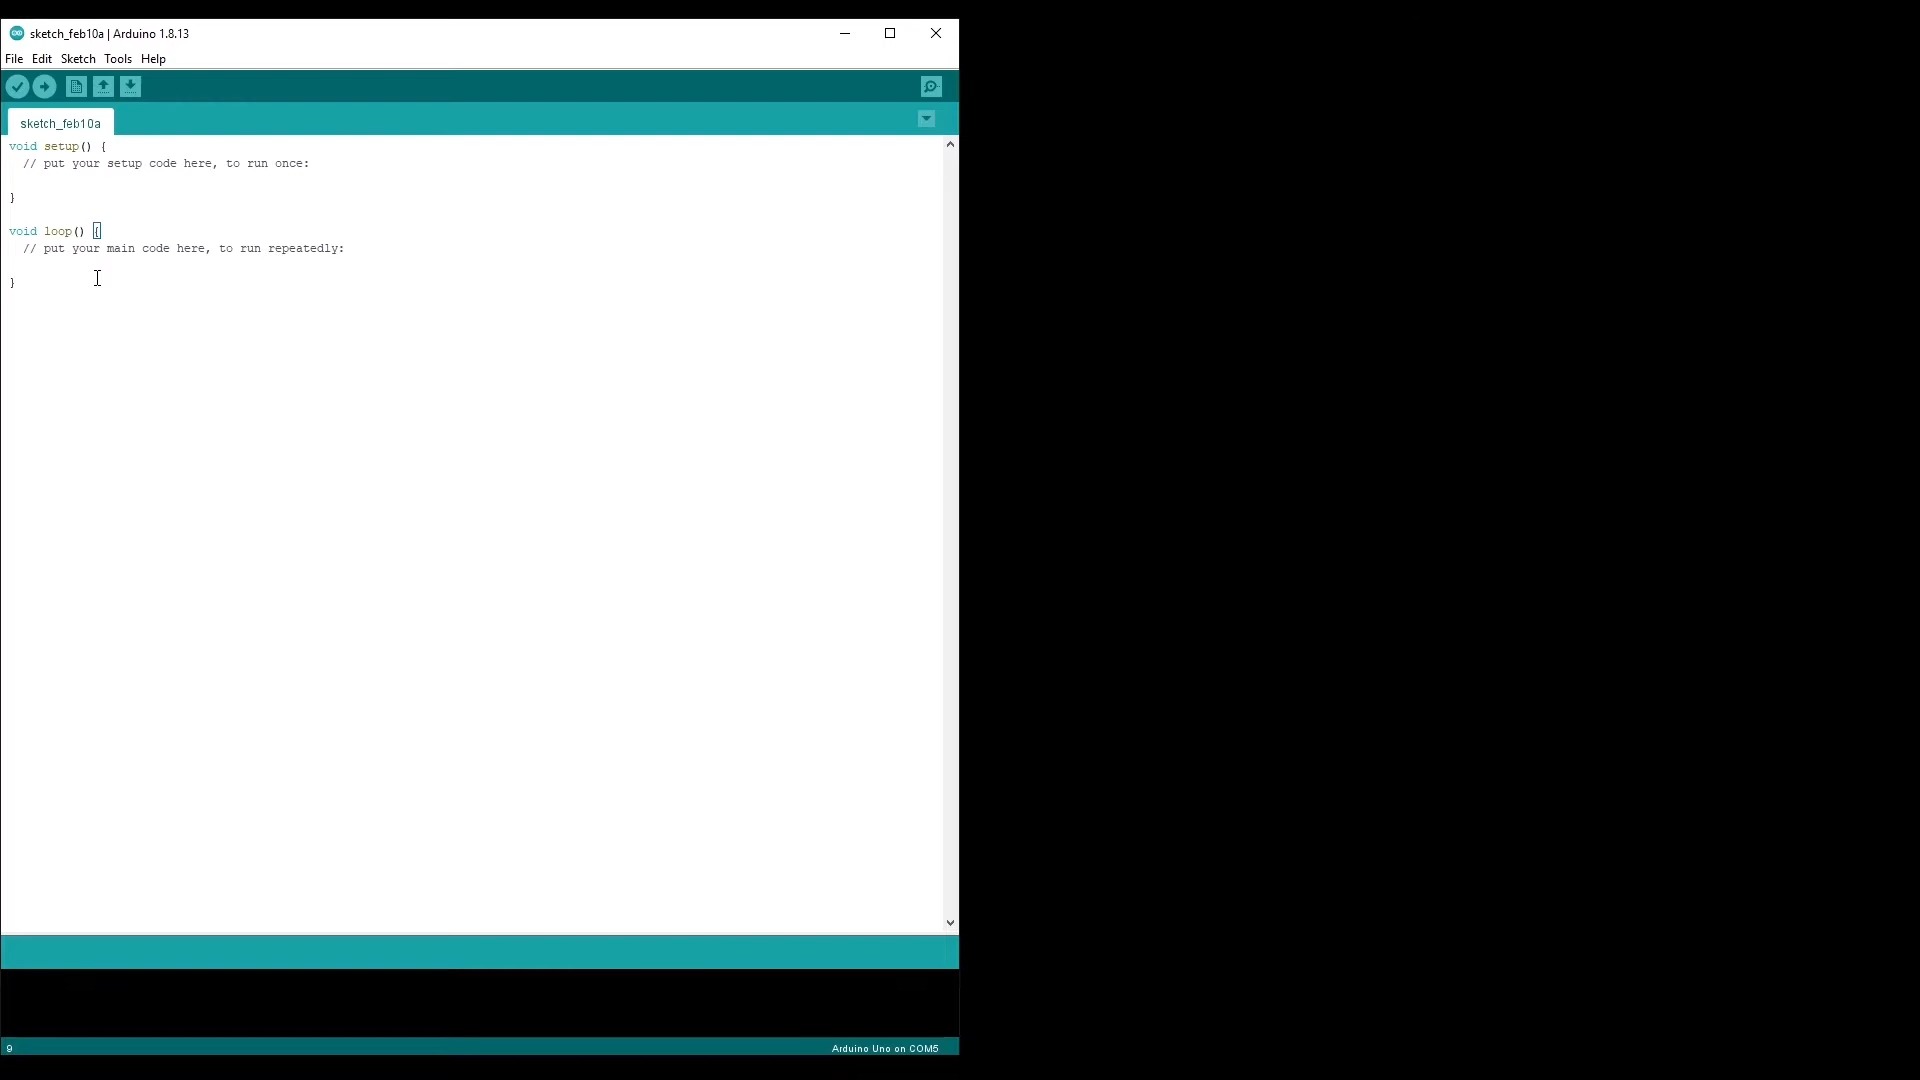 sketch_feb10a | Arduino 1.8.13
File Edit Sketch Tools Help
sketch_feb10a
void setup() {
  // put your setup code here, to run once:
}
void loop() {
  // put your main code here, to run repeatedly:
}
9
Arduino Uno on COM5